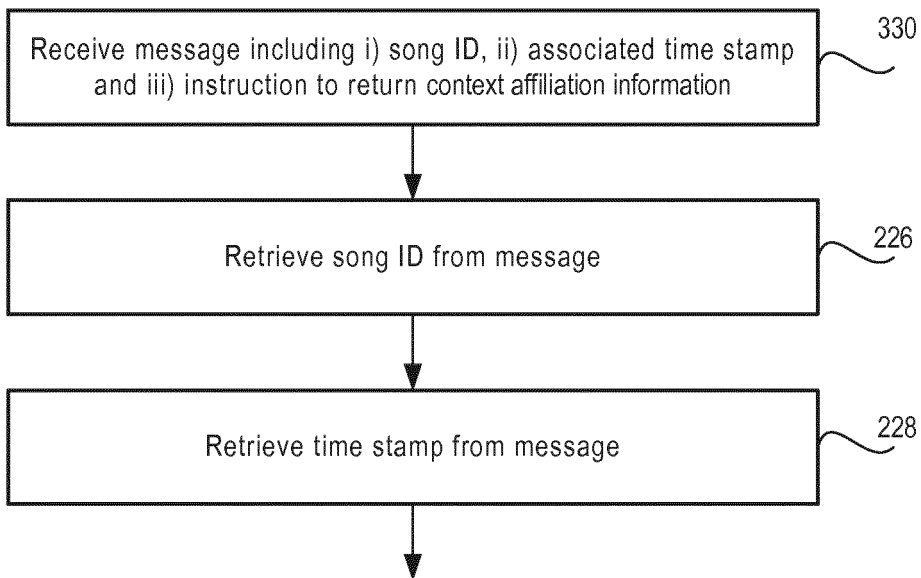 Receive message including i) song ID, ii) associated time stamp
and iii) instruction to return context affiliation information
330
Retrieve song ID from message
226
Retrieve time stamp from message
228